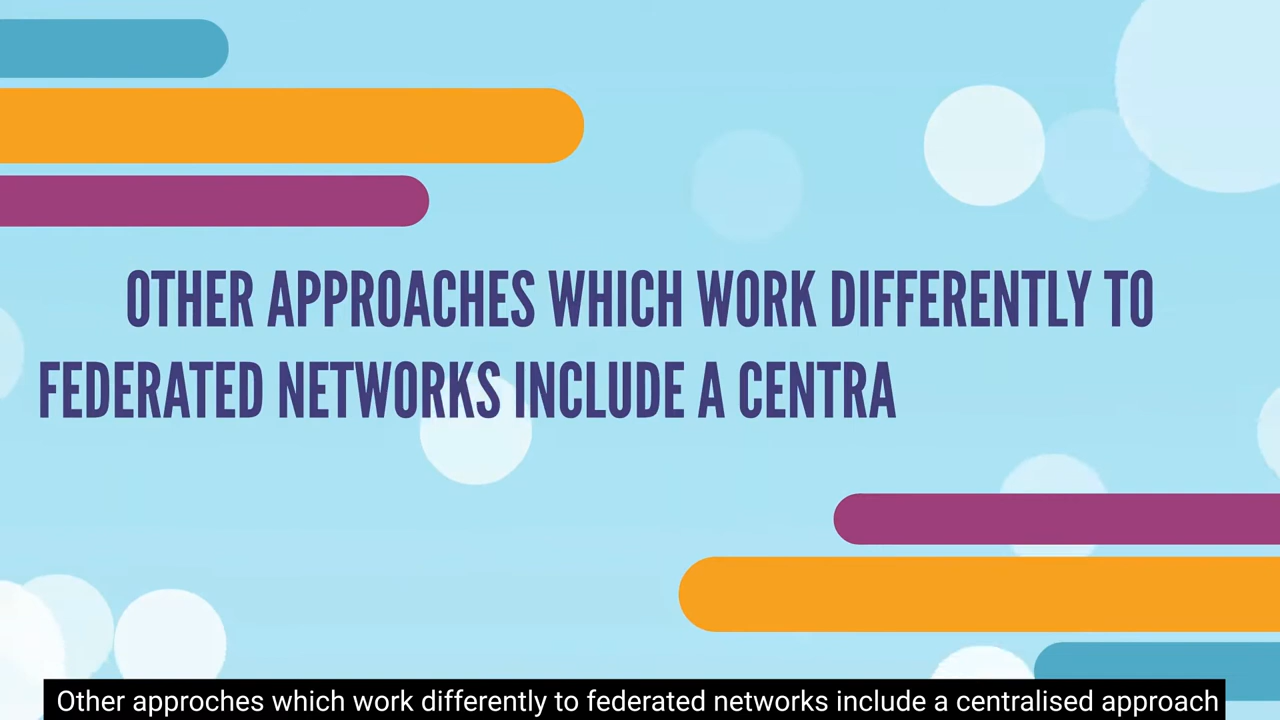 OTHER APPROACHES WHICH WORK DIFFERENTLY TO
FEDERATED NETWORKS INCLUDE A CENTRA
Other approches which work differently to federated networks include a centralised approach